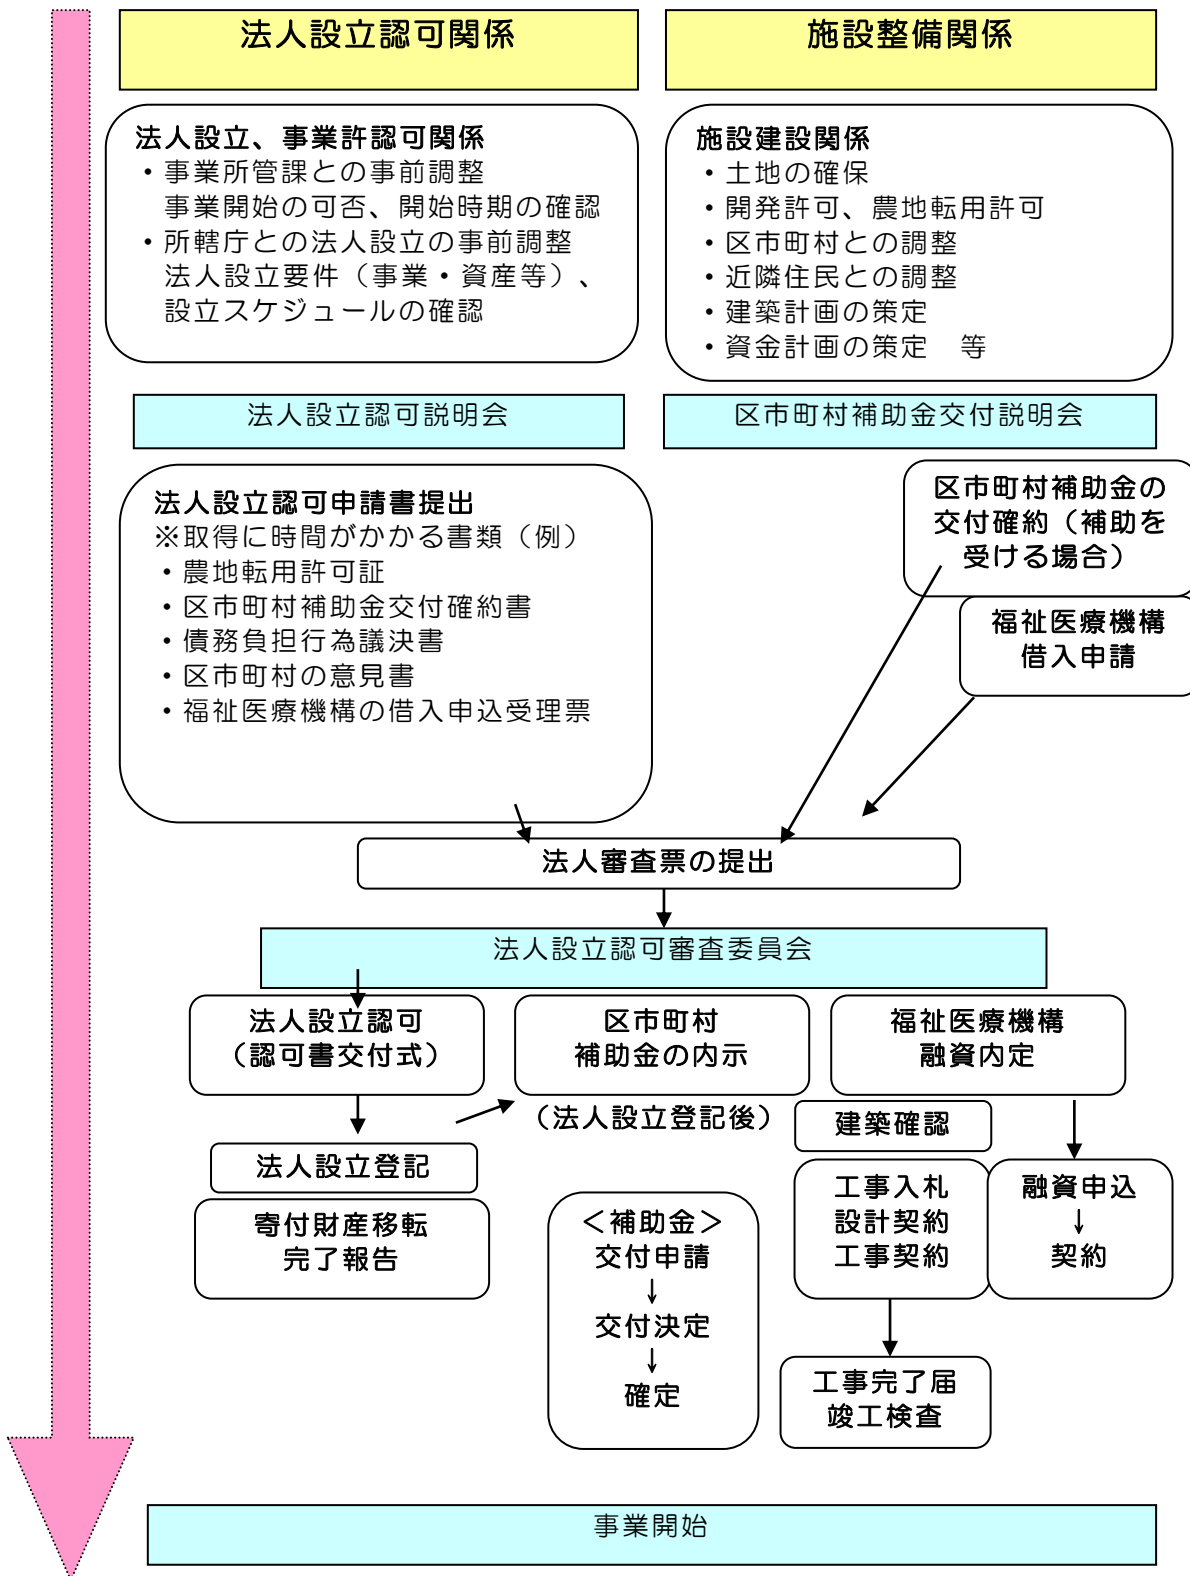 法人設立認可関係
施設整備関係
法人設立、事業許認可関係
・事業所管課との事前調整
事業開始の可否、開始時期の確認
・所轄庁との法人設立の事前調整
法人設立要件（事業・資産等）、
設立スケジュールの確認
施設建設関係
・土地の確保
・開発許可、農地転用許可
・区市町村との調整
・近隣住民との調整
・建築計画の策定
・資金計画の策定　等
法人設立認可説明会
区市町村補助金交付説明会
法人設立認可申請書提出
※取得に時間がかかる書類（例）
・農地転用許可証
・区市町村補助金交付確約書
・債務負担行為議決書
・区市町村の意見書
・福祉医療機構の借入申込受理票
区市町村補助金の
交付確約（補助を
受ける場合）
福祉医療機構
借入申請
法人審査票の提出
法人設立認可審査委員会
法人設立認可
（認可書交付式）
区市町村
補助金の内示
福祉医療機構
融資内定
（法人設立登記後）
建築確認
法人設立登記
寄付財産移転
完了報告
＜補助金＞
交付申請
↓
交付決定
↓
確定
工事入札
設計契約
工事契約
融資申込
↓
契約
工事完了届
竣工検査
事業開始